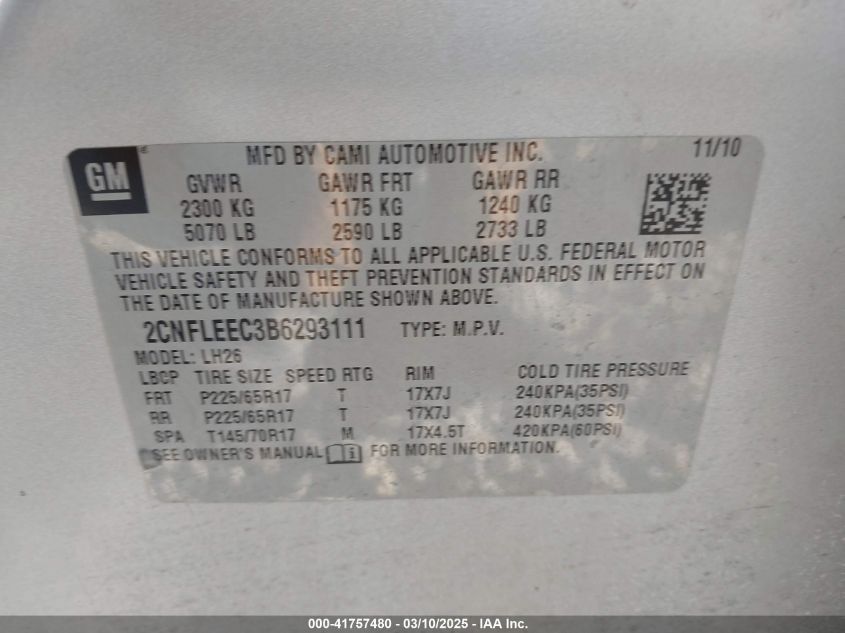 GM
MFD BY CAMI AUTOMOTIVE INC. 11/10
GVWR GAWR FRT GAWR RR
2300 KG 1175 KG 1240 KG
5070 LB 2590 LB 2733 LB
THIS VEHICLE CONFORMS TO ALL APPLICABLE U.S. FEDERAL MOTOR
VEHICLE SAFETY AND THEFT PREVENTION STANDARDS IN EFFECT ON
THE DATE OF MANUFACTURE SHOWN ABOVE.
2CNFLEEC3B6293111 TYPE: M.P.V.
MODEL: LH26
LBCP TIRE SIZE SPEED RTG RIM COLD TIRE PRESSURE
FRT P225/65R17 T 17X7J 240KPA(35PSI)
RR P225/65R17 T 17X7J 240KPA(35PSI)
SPA T145/70R17 M 17X4.5T 420KPA(60PSI)
SEE OWNER'S MANUAL FOR MORE INFORMATION.
000-41757480 - 03/10/2025 - IAA Inc.